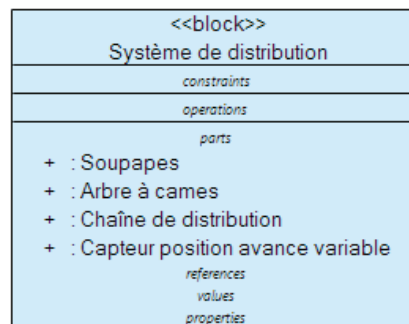 <<block>>
Système de distribution
constraints
operations
parts
+ : Soupapes
+ : Arbre à cames
+ : Chaîne de distribution
+ : Capteur position avance variable
references
values
properties